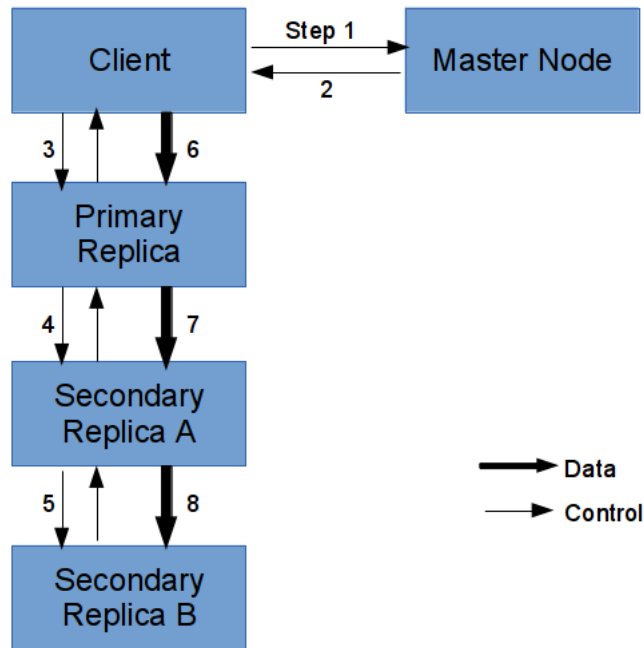 Client
Step 1
Master Node
2
3
6
Primary
Replica
4
7
Secondary
Replica A
5
8
Data
Control
Secondary
Replica B